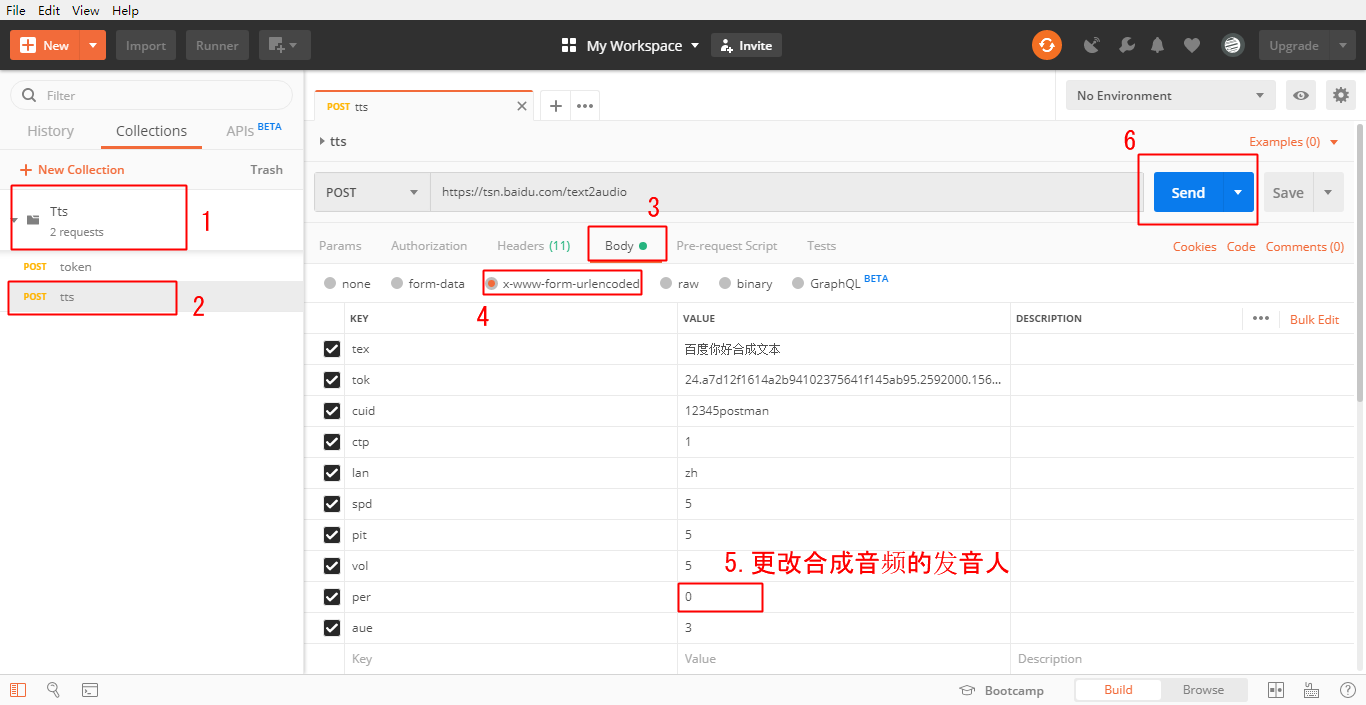 File Edit View Help
New Import Runner My Workspace Invite Upgrade
Filter
History Collections APIs BETA
New Collection Trash
Tts
2 requests
1
POST token
POST tts
2
POST tts
No Environment
tts
Examples (0)
6
POST https://tsn.baidu.com/text2audio
Send Save
3
Params Authorization Headers (11) Body Pre-request Script Tests
Cookies Code Comments (0)
none form-data x-www-form-urlencoded raw binary GraphQL BETA
4
KEY VALUE DESCRIPTION
Bulk Edit
tex 百度你好合成文本
tok 24.a7d12f1614a2b94102375641f145ab95.2592000.156...
cuid 12345postman
ctp 1
lan zh
spd 5
pit 5
vol 5
5.更改合成音频的发音人
per 0
aue 3
Key Value Description
Bootcamp Build Browse